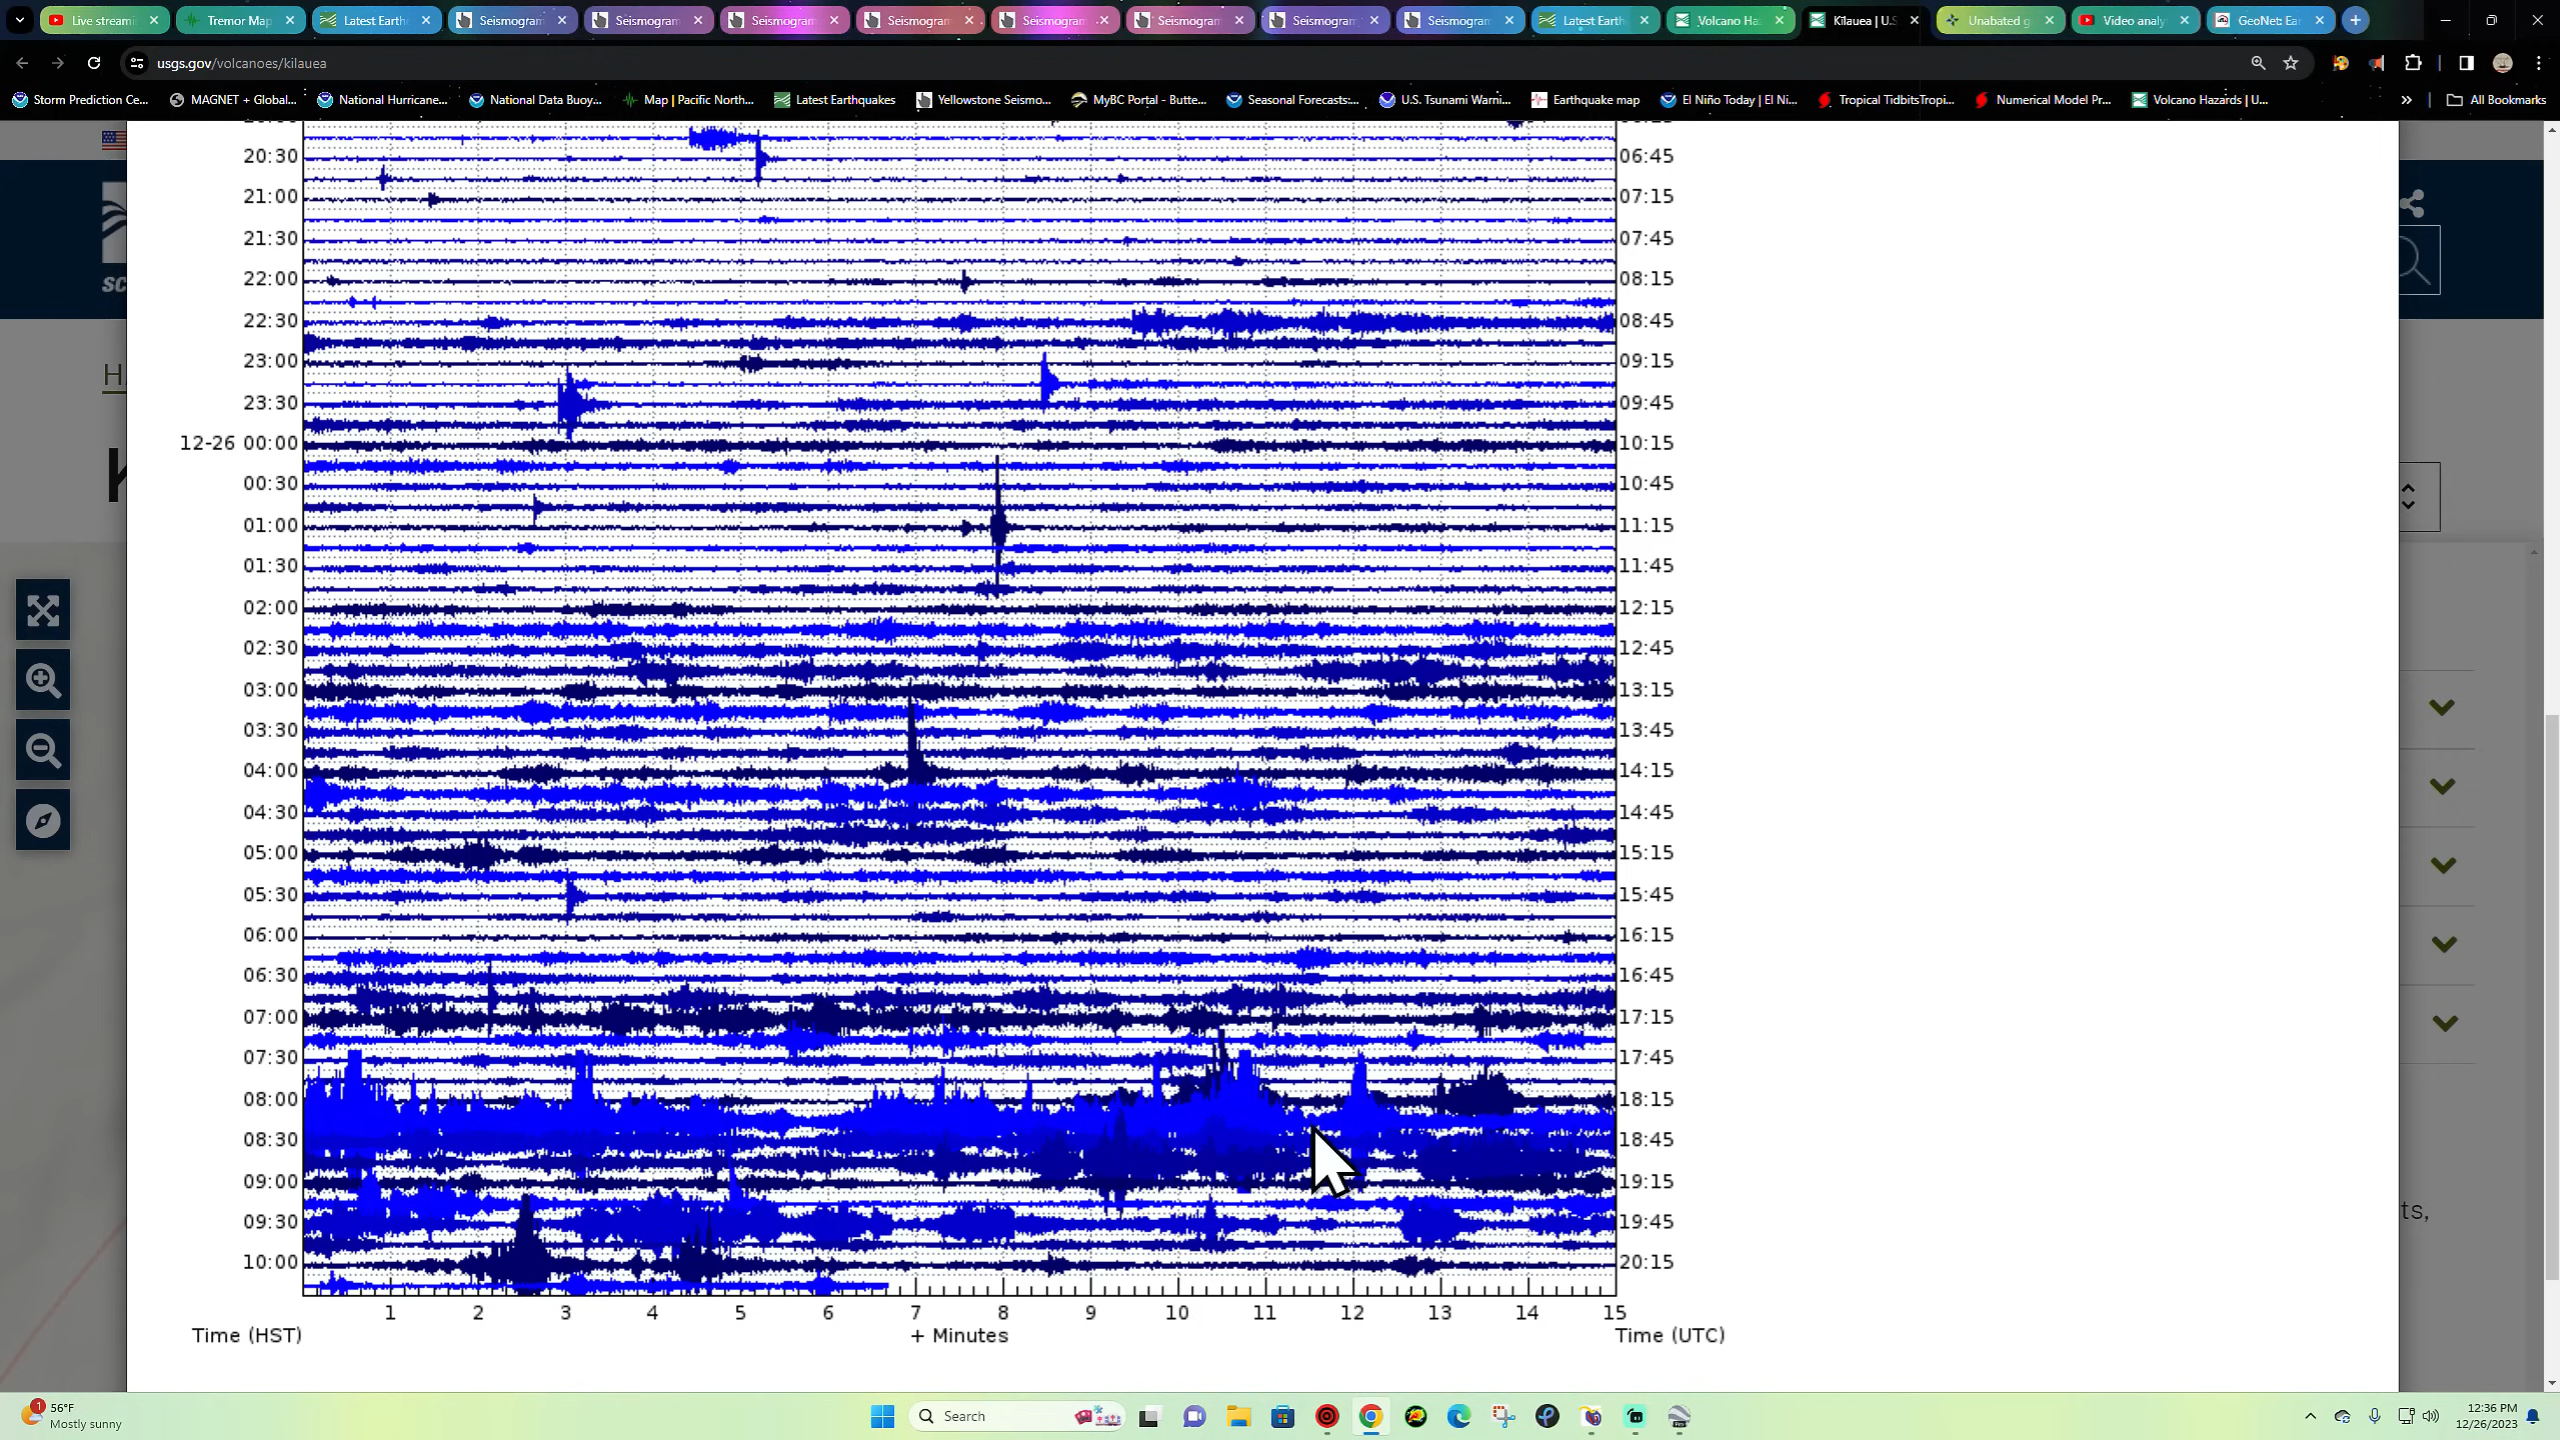 Live streami
Tremor Map
Latest Earth
Seismogram
Seismogram
Seismogram
Seismogram
Seismogram
Seismogram
Seismogram
Seismogram
Latest Earth
Volcano Ha
Kīlauea | U.S
Unabated g
Video analy
GeoNet: Ear
usgs.gov/volcanoes/kilauea
Storm Prediction Ce...
MAGNET + Global...
National Hurricane...
National Data Buoy...
Map | Pacific North...
Latest Earthquakes
Yellowstone Seismo...
MyBC Portal - Butte...
Seasonal Forecasts:...
U.S. Tsunami Warni...
Earthquake map
El Niño Today | El Ni...
Tropical TidbitsTropi...
Numerical Model Pr...
Volcano Hazards | U...
All Bookmarks
20:30 06:45
21:00 07:15
21:30 07:45
22:00 08:15
22:30 08:45
23:00 09:15
23:30 09:45
12-26 00:00 10:15
00:30 10:45
01:00 11:15
01:30 11:45
02:00 12:15
02:30 12:45
03:00 13:15
03:30 13:45
04:00 14:15
04:30 14:45
05:00 15:15
05:30 15:45
06:00 16:15
06:30 16:45
07:00 17:15
07:30 17:45
08:00 18:15
08:30 18:45
09:00 19:15
09:30 19:45
10:00 20:15
1 2 3 4 5 6 7 8 9 10 11 12 13 14 15
Time (HST) + Minutes Time (UTC)
sc
H
K
ts,
1
56°F
Mostly sunny
Search
12:36 PM
12/26/2023